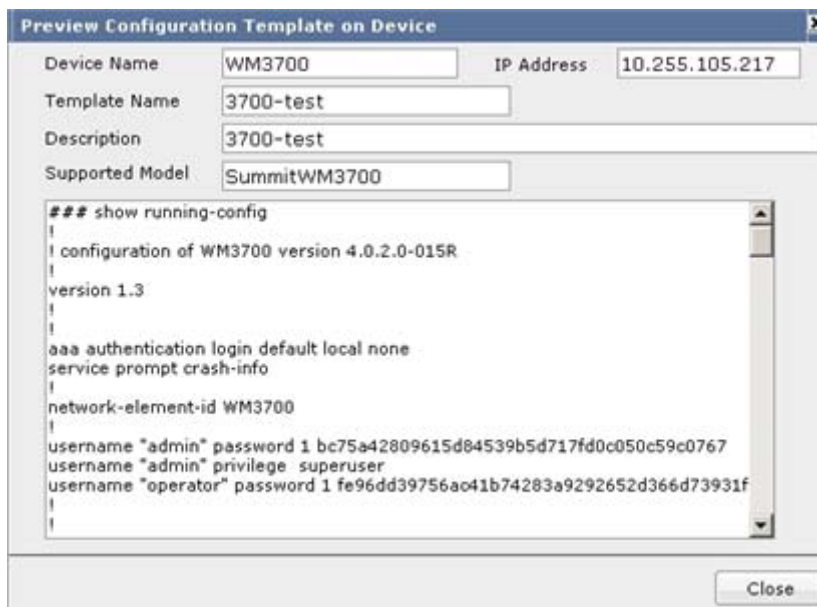 Preview Configuration Template on Device
Device Name WM3700 IP Address 10.255.105.217
Template Name 3700-test
Description 3700-test
Supported Model SummitWM3700
### show running-config
!
! configuration of WM3700 version 4.0.2.0-015R
!
version 1.3
!
!
aaa authentication login default local none
service prompt crash-info
!
network-element-id WM3700
!
username "admin" password 1 bc75a42809615d84539b5d717fd0c050c59c0767
username "admin" privilege  superuser
username "operator" password 1 fe96dd39756ac41b74283a9292652d366d73931f
!
!
Close